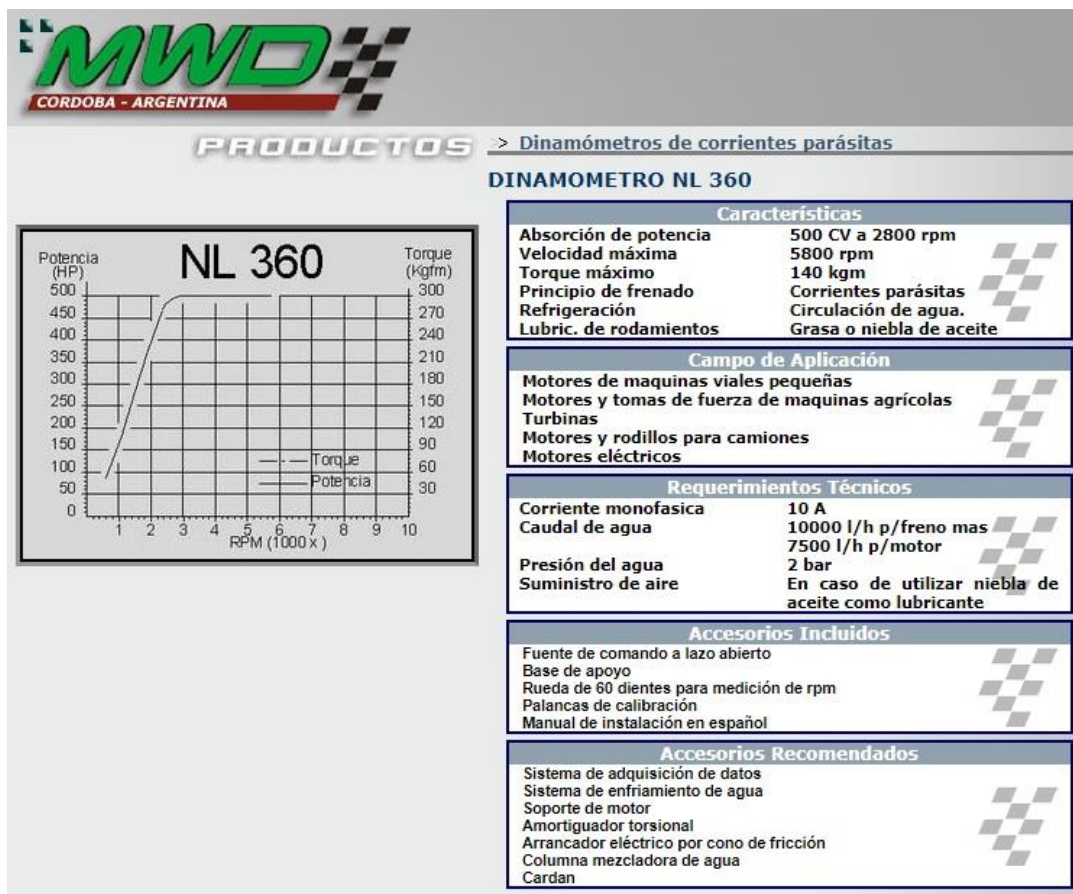 MWD
CORDOBA - ARGENTINA
PRODUCTOS
>> Dinamómetros de corrientes parásitas
DINAMOMETRO NL 360
Potencia
(HP)
NL 360
Torque
(Kgfm)
500 300
450 270
400 240
350 210
300 180
250 150
200 120
150 90
100 60
50 30
0
Torque
Potencia
1 2 3 4 5 6 7 8 9 10
RPM (1000 x )
Características
Absorción de potencia 500 CV a 2800 rpm
Velocidad máxima 5800 rpm
Torque máximo 140 kgm
Principio de frenado Corrientes parásitas
Refrigeración Circulación de agua.
Lubric. de rodamientos Grasa o niebla de aceite
Campo de Aplicación
Motores de maquinas viales pequeñas
Motores y tomas de fuerza de maquinas agrícolas
Turbinas
Motores y rodillos para camiones
Motores eléctricos
Requerimientos Técnicos
Corriente monofasica 10 A
Caudal de agua 10000 l/h p/freno mas
7500 l/h p/motor
Presión del agua 2 bar
Suministro de aire En caso de utilizar niebla de
aceite como lubricante
Accesorios Incluidos
Fuente de comando a lazo abierto
Base de apoyo
Rueda de 60 dientes para medición de rpm
Palancas de calibración
Manual de instalación en español
Accesorios Recomendados
Sistema de adquisición de datos
Sistema de enfriamiento de agua
Soporte de motor
Amortiguador torsional
Arrancador eléctrico por cono de fricción
Columna mezcladora de agua
Cardan